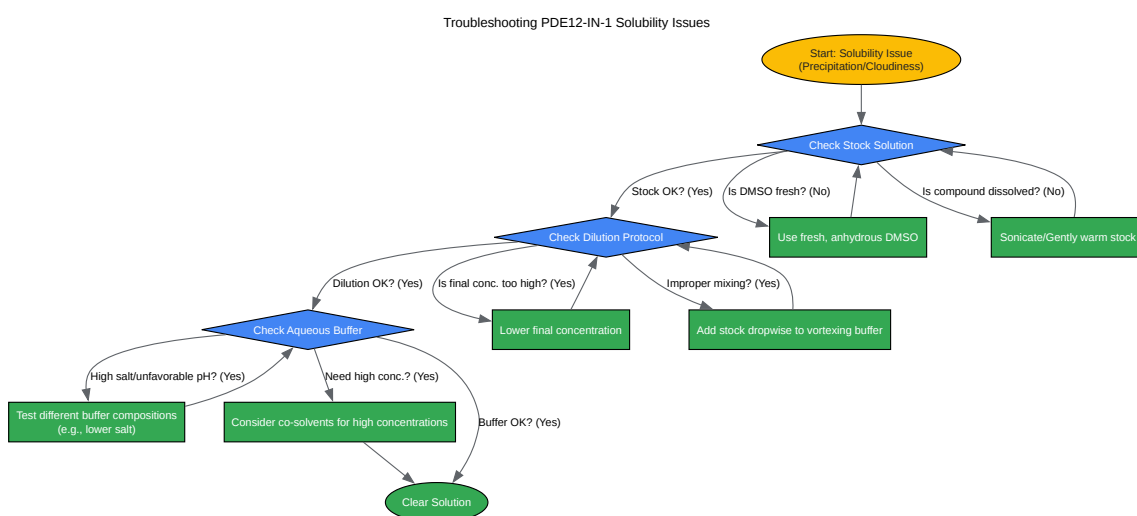 Troubleshooting PDE12-IN-1 Solubility Issues
Start: Solubility Issue
(Precipitation/Cloudiness)
Check Stock Solution
Stock OK? (Yes)
Is DMSO fresh? (No)
Is compound dissolved? (No)
Check Dilution Protocol
Use fresh, anhydrous DMSO
Sonicate/Gently warm stock
Dilution OK? (Yes)
Is final conc. too high? (Yes)
Improper mixing? (Yes)
Check Aqueous Buffer
Lower final concentration
Add stock dropwise to vortexing buffer
High salt/unfavorable pH? (Yes)
Need high conc.? (Yes)
Buffer OK? (Yes)
Test different buffer compositions
(e.g., lower salt)
Consider co-solvents for high concentrations
Clear Solution